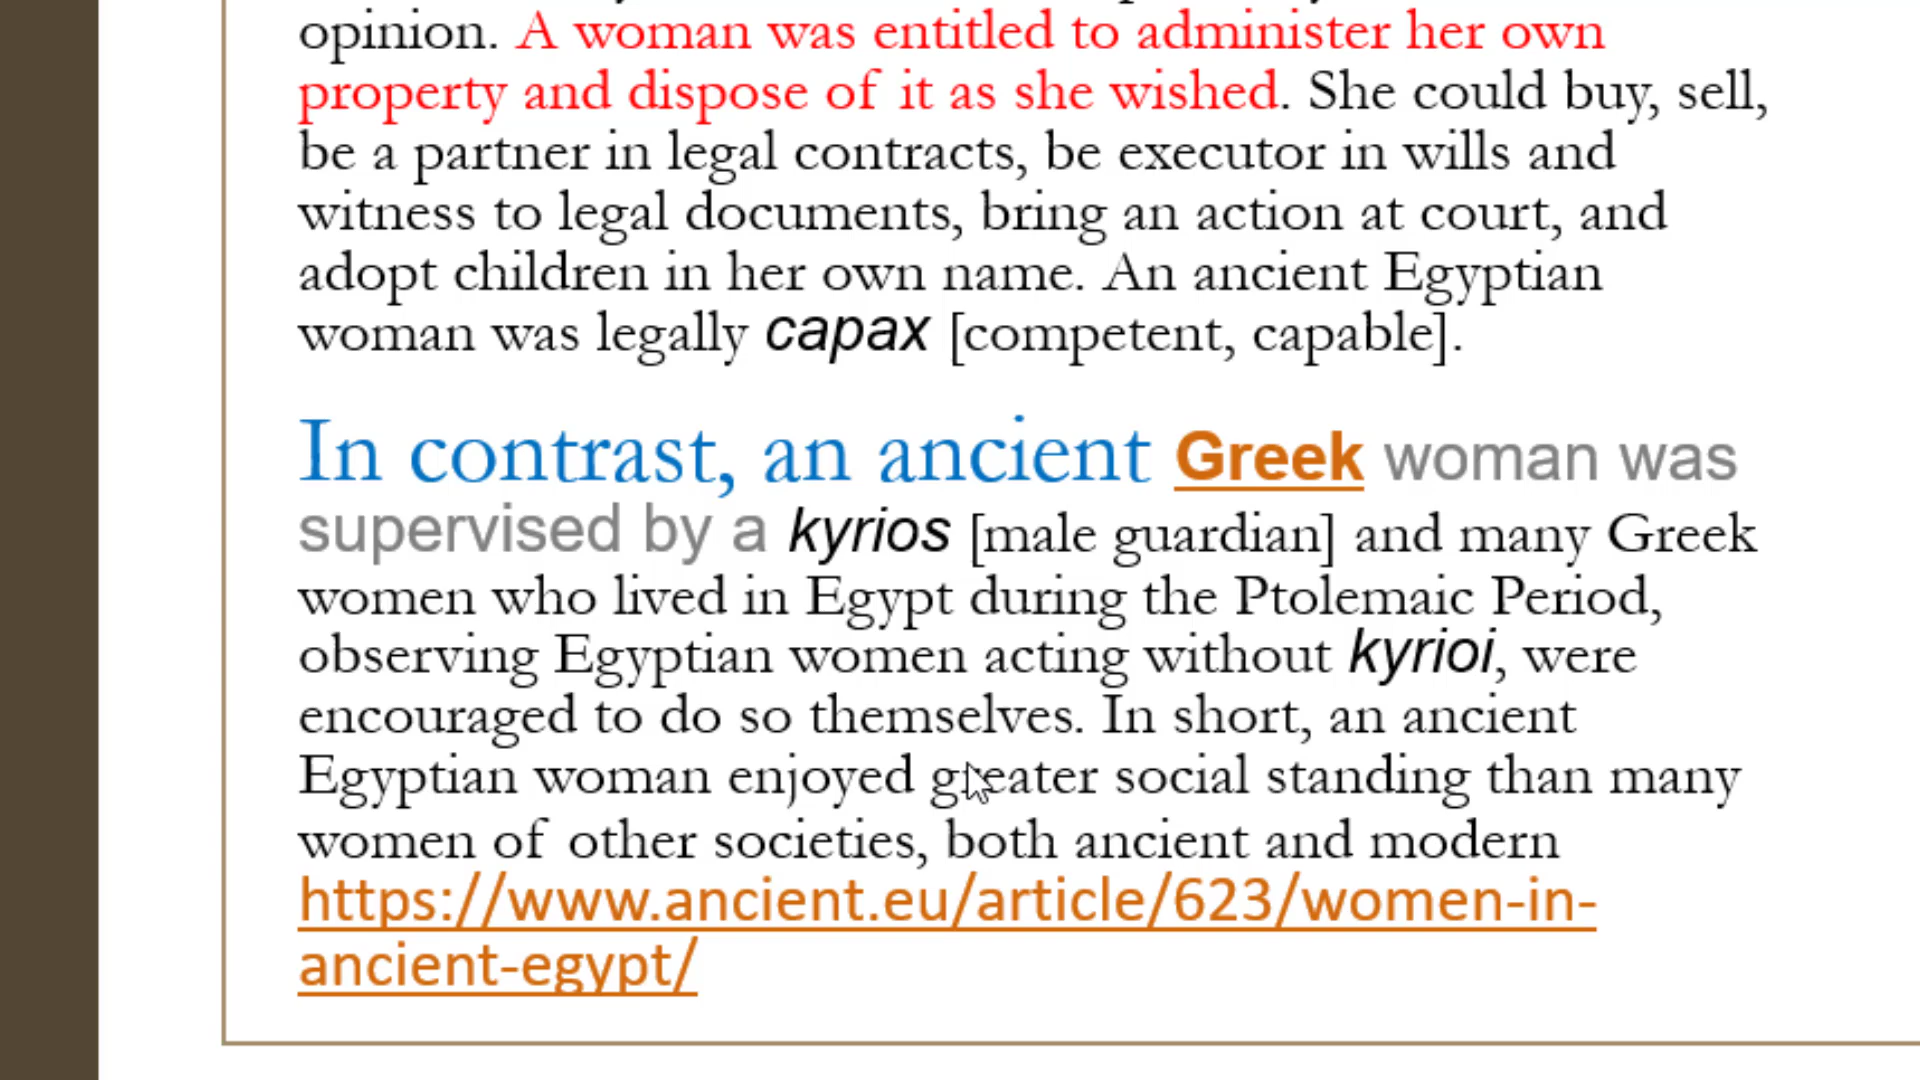 opinion. A woman was entitled to administer her own
property and dispose of it as she wished. She could buy, sell,
be a partner in legal contracts, be executor in wills and
witness to legal documents, bring an action at court, and
adopt children in her own name. An ancient Egyptian
woman was legally capax [competent, capable].
In contrast, an ancient Greek woman was
supervised by a kyrios [male guardian] and many Greek
women who lived in Egypt during the Ptolemaic Period,
observing Egyptian women acting without kyrioi, were
encouraged to do so themselves. In short, an ancient
Egyptian woman enjoyed greater social standing than many
women of other societies, both ancient and modern
https://www.ancient.eu/article/623/women-in-
ancient-egypt/